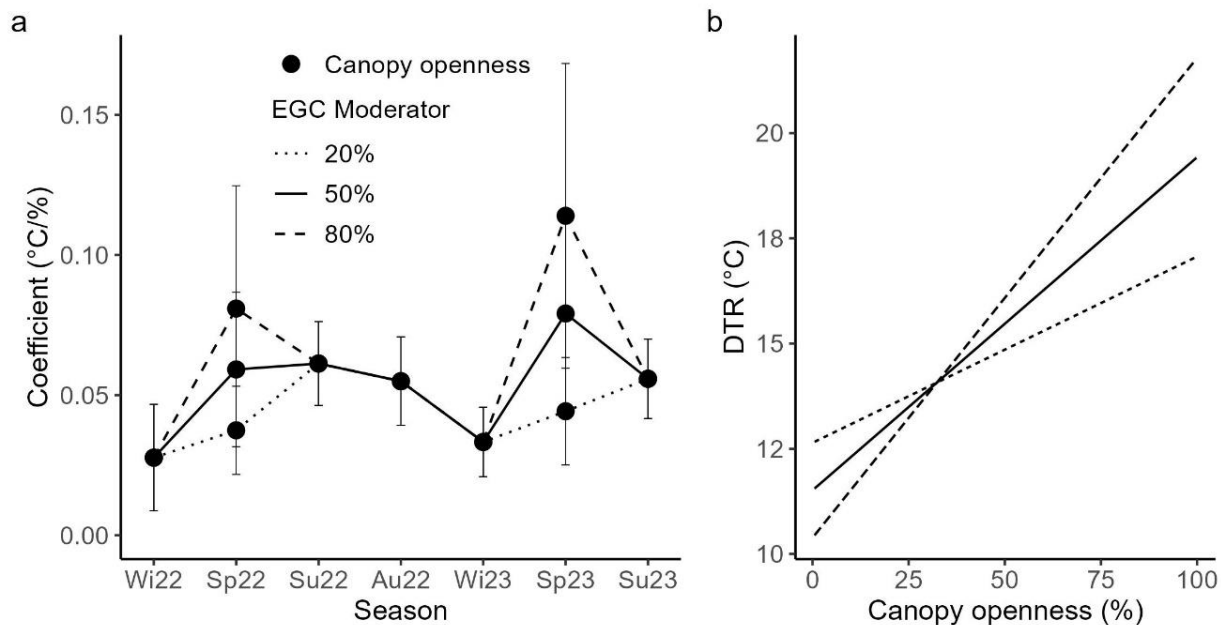 a
Canopy openness
EGC Moderator
20%
50%
80%
Coefficient (°C/%)
0.15
0.10
0.05
0.00
Wi22 Sp22 Su22 Au22 Wi23 Sp23 Su23
Season
b
DTR (°C)
20
18
15
12
10
0 25 50 75 100
Canopy openness (%)